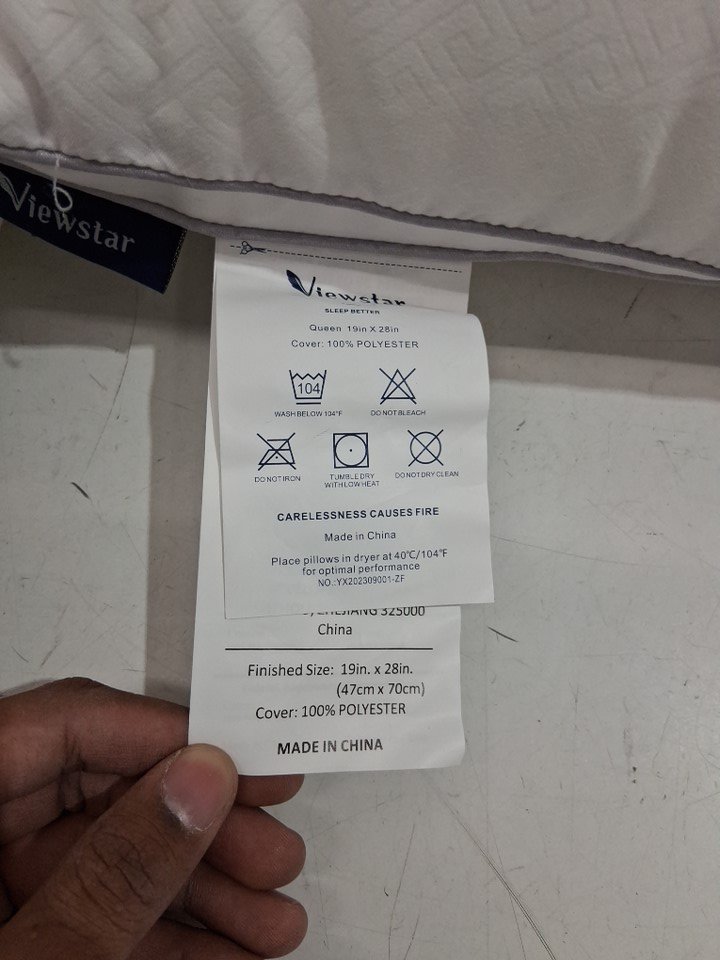 Viewstar
Viewstar
SLEEP BETTER
Queen 19in X 28in
Cover: 100% POLYESTER
104
WASH BELOW 104°F
DO NOT BLEACH
DO NOT IRON
TUMBLE DRY
WITH LOW HEAT
DO NOT DRY CLEAN
CARELESSNESS CAUSES FIRE
Made in China
Place pillows in dryer at 40℃/104°F
for optimal performance
NO.:YX202309001-ZF
ZHEJIANG 325000
China
Finished Size: 19in. x 28in.
(47cm x 70cm)
Cover: 100% POLYESTER
MADE IN CHINA